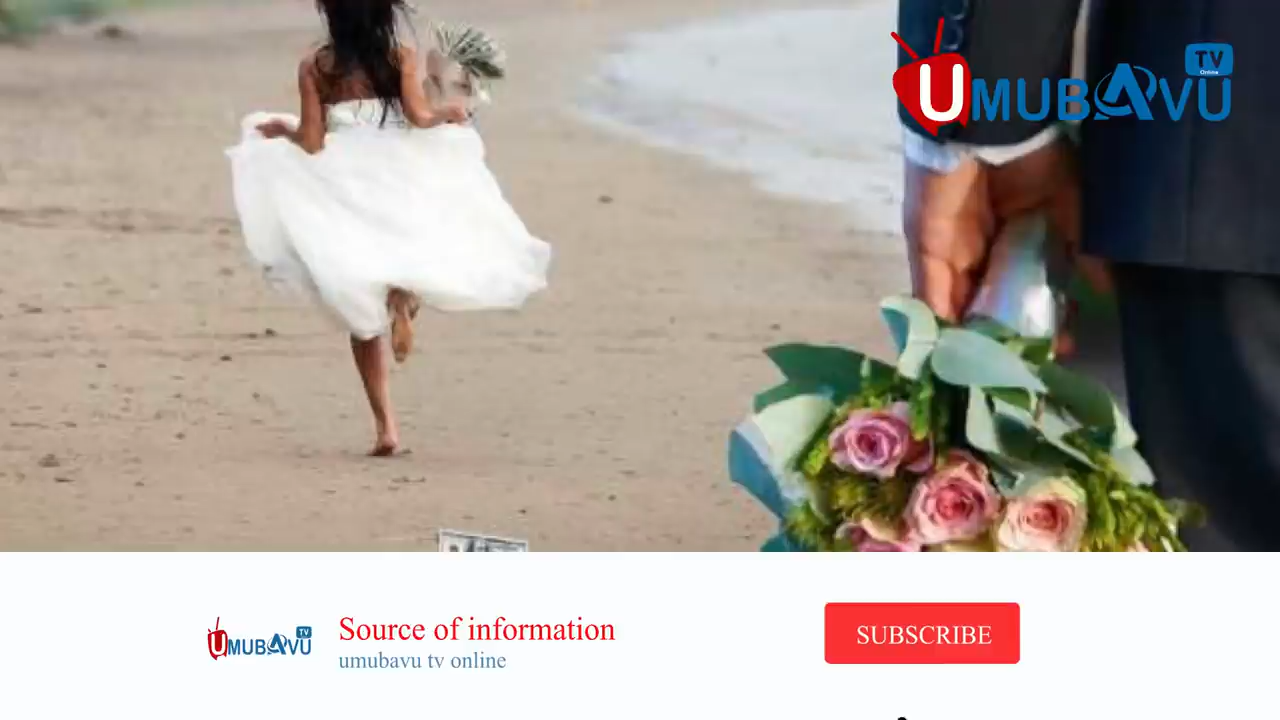 UMUBAVU
TV
Online
UMUBAVU
TV
Source of information
umubavu tv online
SUBSCRIBE